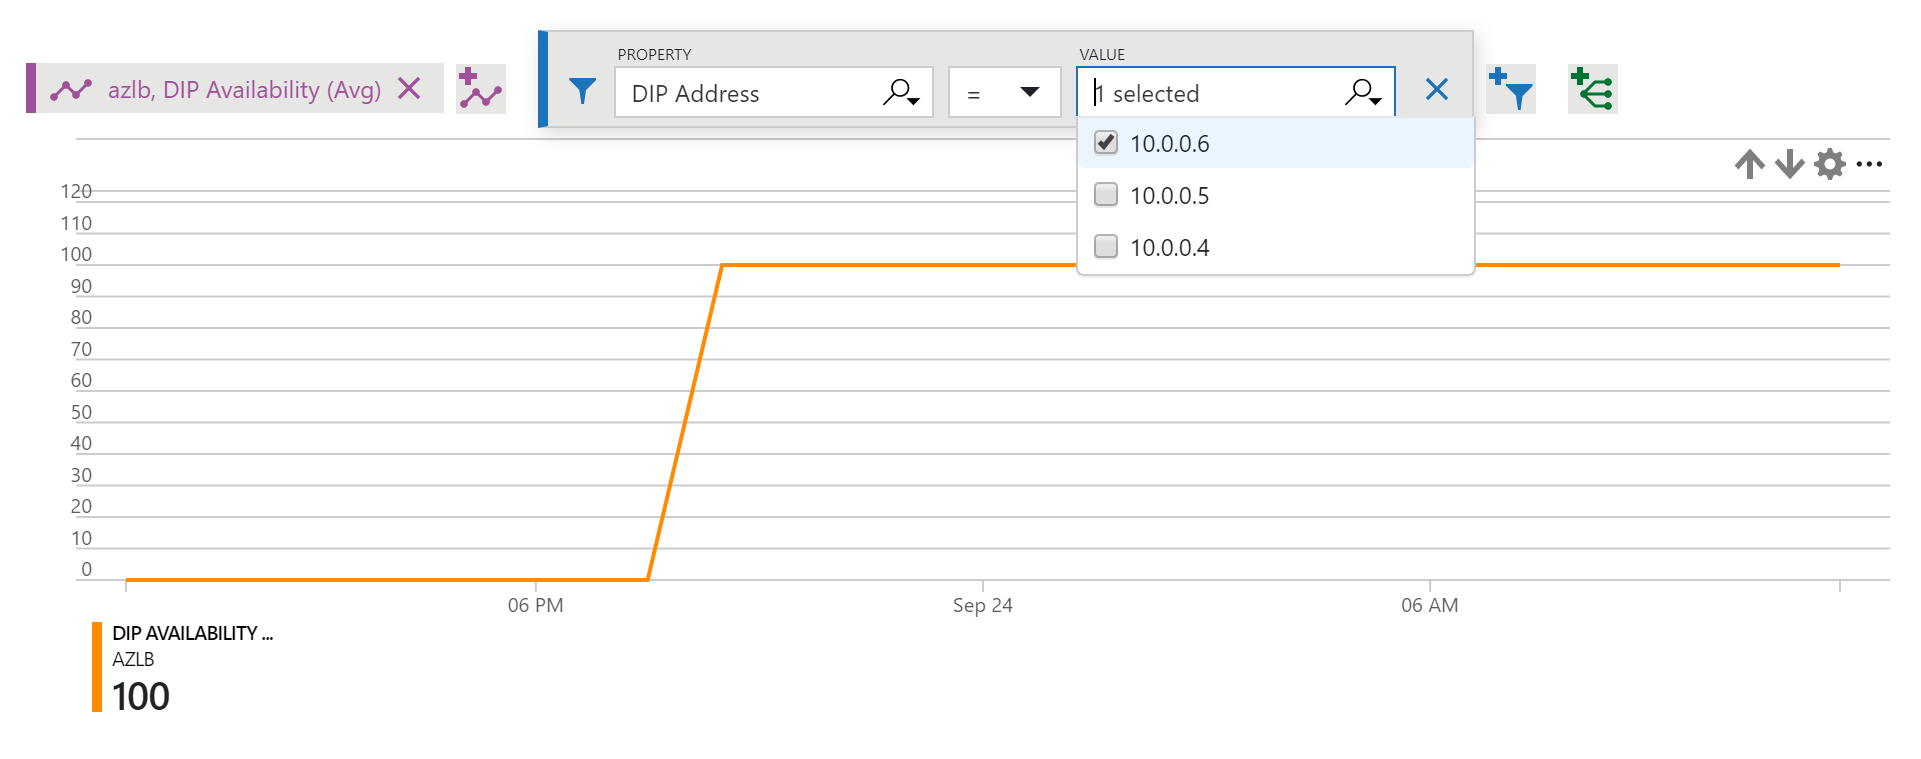 azlb, DIP Availability (Avg)
PROPERTY
DIP Address
=
VALUE
1 selected
10.0.0.6
10.0.0.5
10.0.0.4
120
110
100
90
80
70
60
50
40
30
20
10
0
06 PM
Sep 24
06 AM
DIP AVAILABILITY ...
AZLB
100